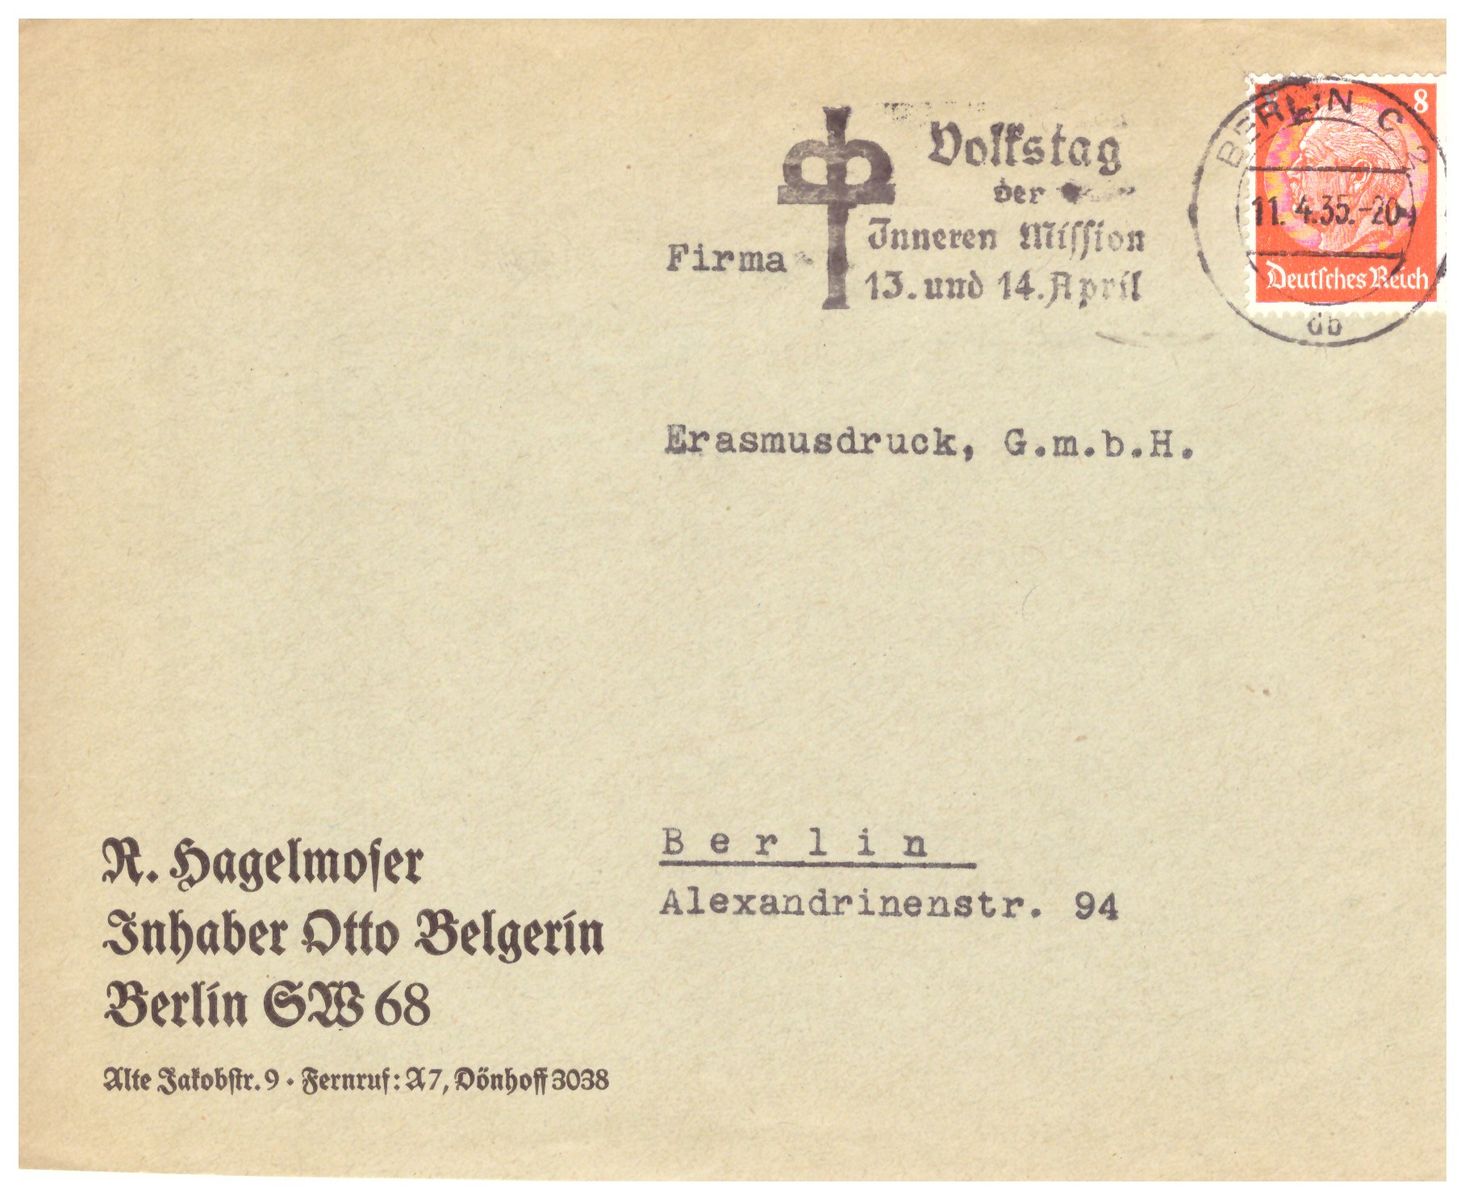 Volkstag
der
Inneren Mission
13. und 14. April
BERLIN C 2
11. 4. 35.-20
db
8
Deutsches Reich
Firma
Erasmusdruck, G.m.b.H.
Berlin
Alexandrinenstr. 94
R. Hagelmoser
Inhaber Otto Belgerin
Berlin SW 68
Alte Jakobstr. 9 · Fernruf: A7, Dönhoff 3038